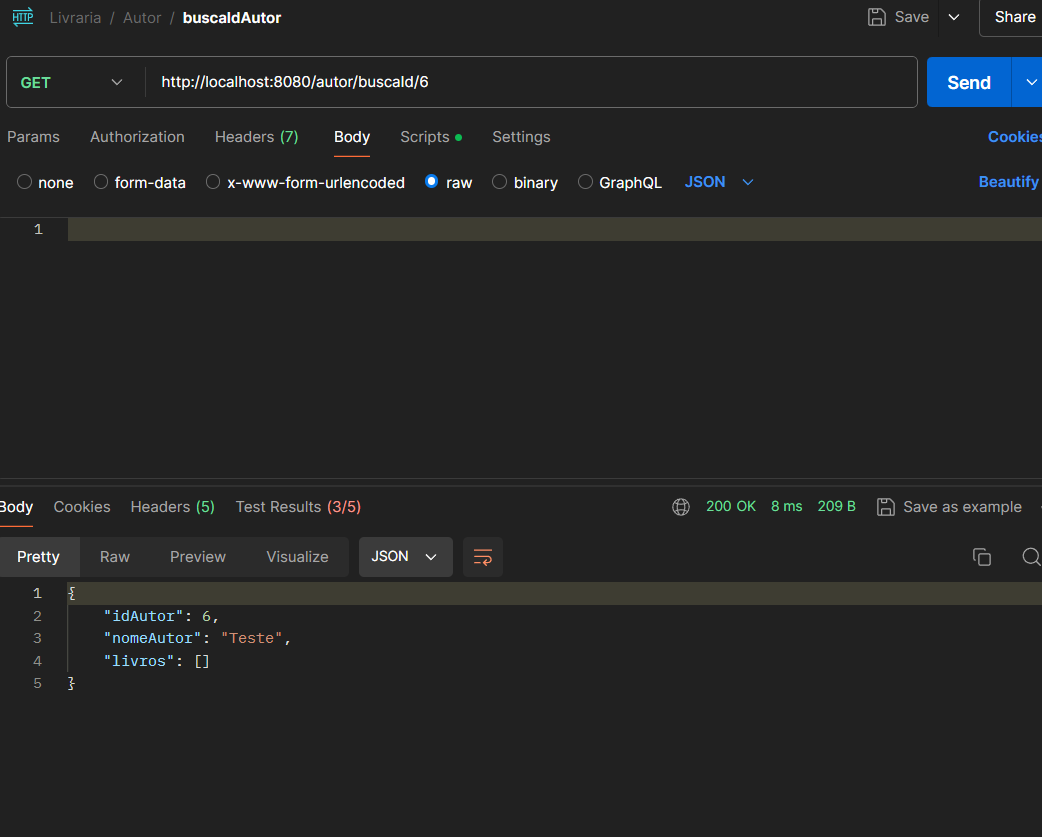 HTTP Livraria / Autor / buscaIdAutor Save Share
GET http://localhost:8080/autor/buscaId/6 Send
Params Authorization Headers (7) Body Scripts Settings Cookies
none form-data x-www-form-urlencoded raw binary GraphQL JSON Beautify
1
Body Cookies Headers (5) Test Results (3/5) 200 OK 8 ms 209 B Save as example
Pretty Raw Preview Visualize JSON
1 {
2 "idAutor": 6,
3 "nomeAutor": "Teste",
4 "livros": []
5 }